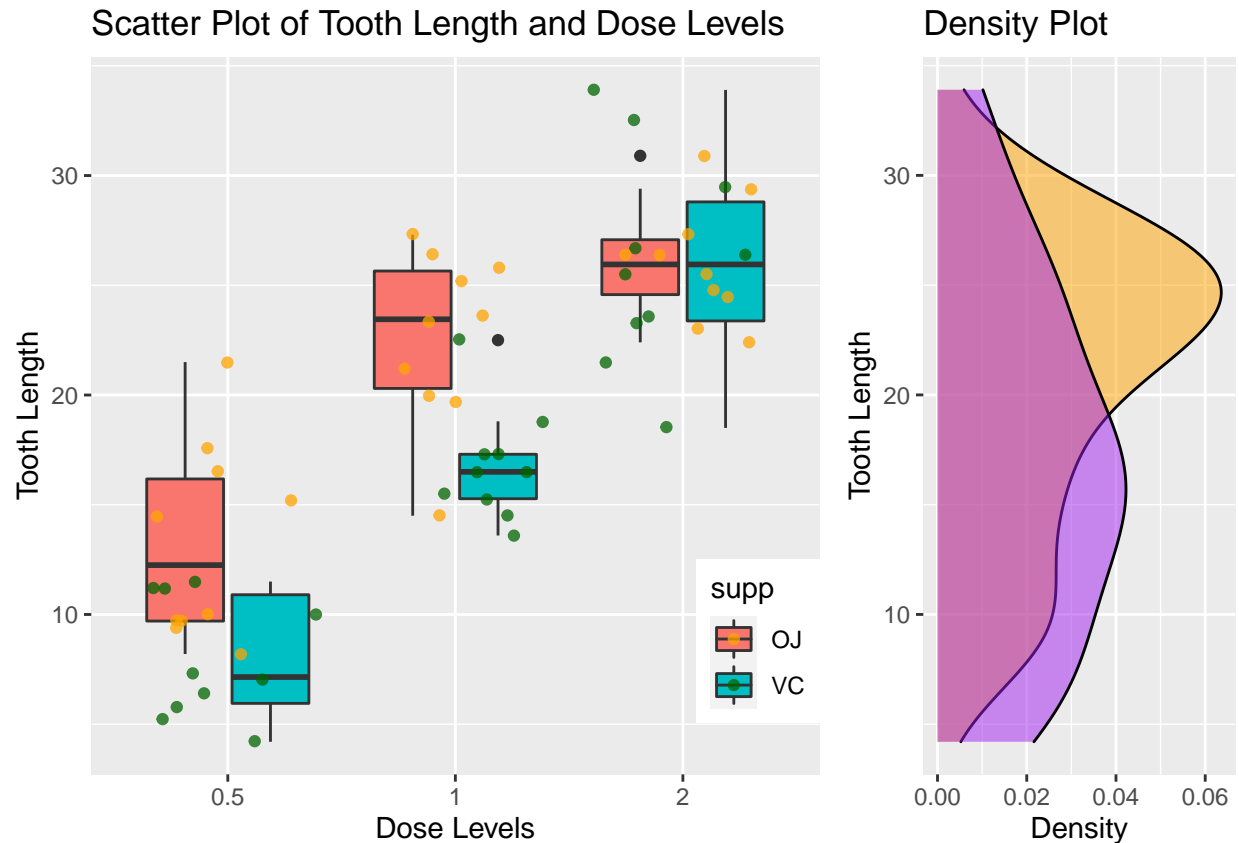 Scatter Plot of Tooth Length and Dose Levels
Tooth Length
30
20
10
0.5
1
2
Dose Levels
supp
OJ
VC
Density Plot
Tooth Length
30
20
10
0.00
0.02
0.04
0.06
Density